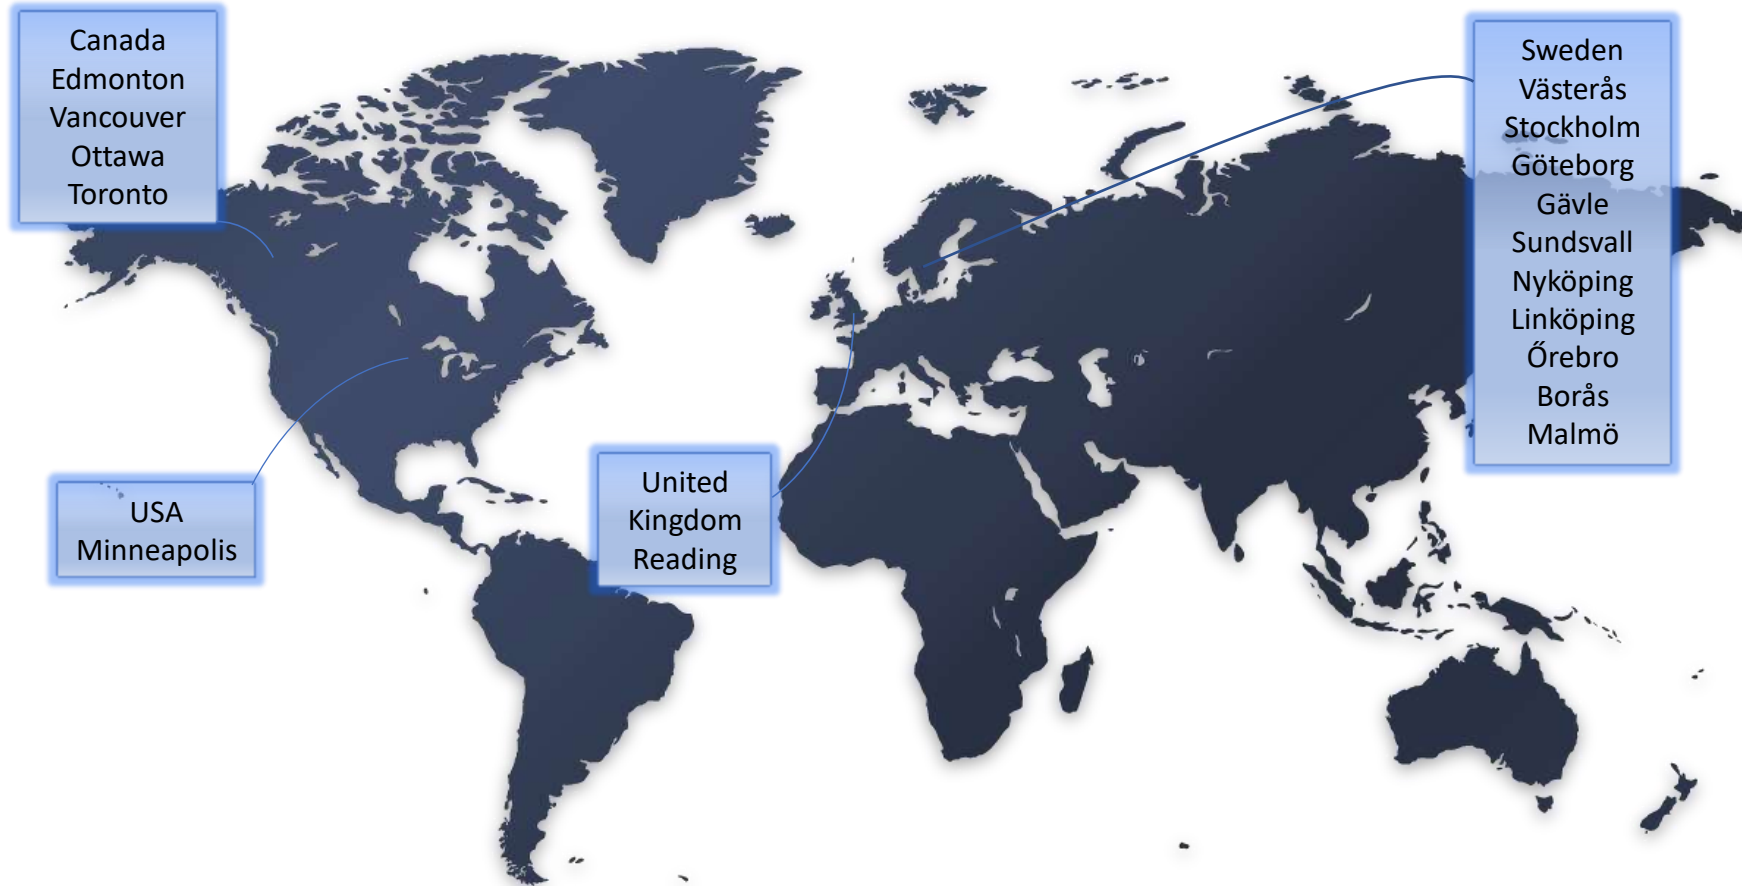 Canada
Edmonton
Vancouver
Ottawa
Toronto
USA
Minneapolis
United
Kingdom
Reading
Sweden
Västerås
Stockholm
Göteborg
Gävle
Sundsvall
Nyköping
Linköping
Őrebro
Borås
Malmö